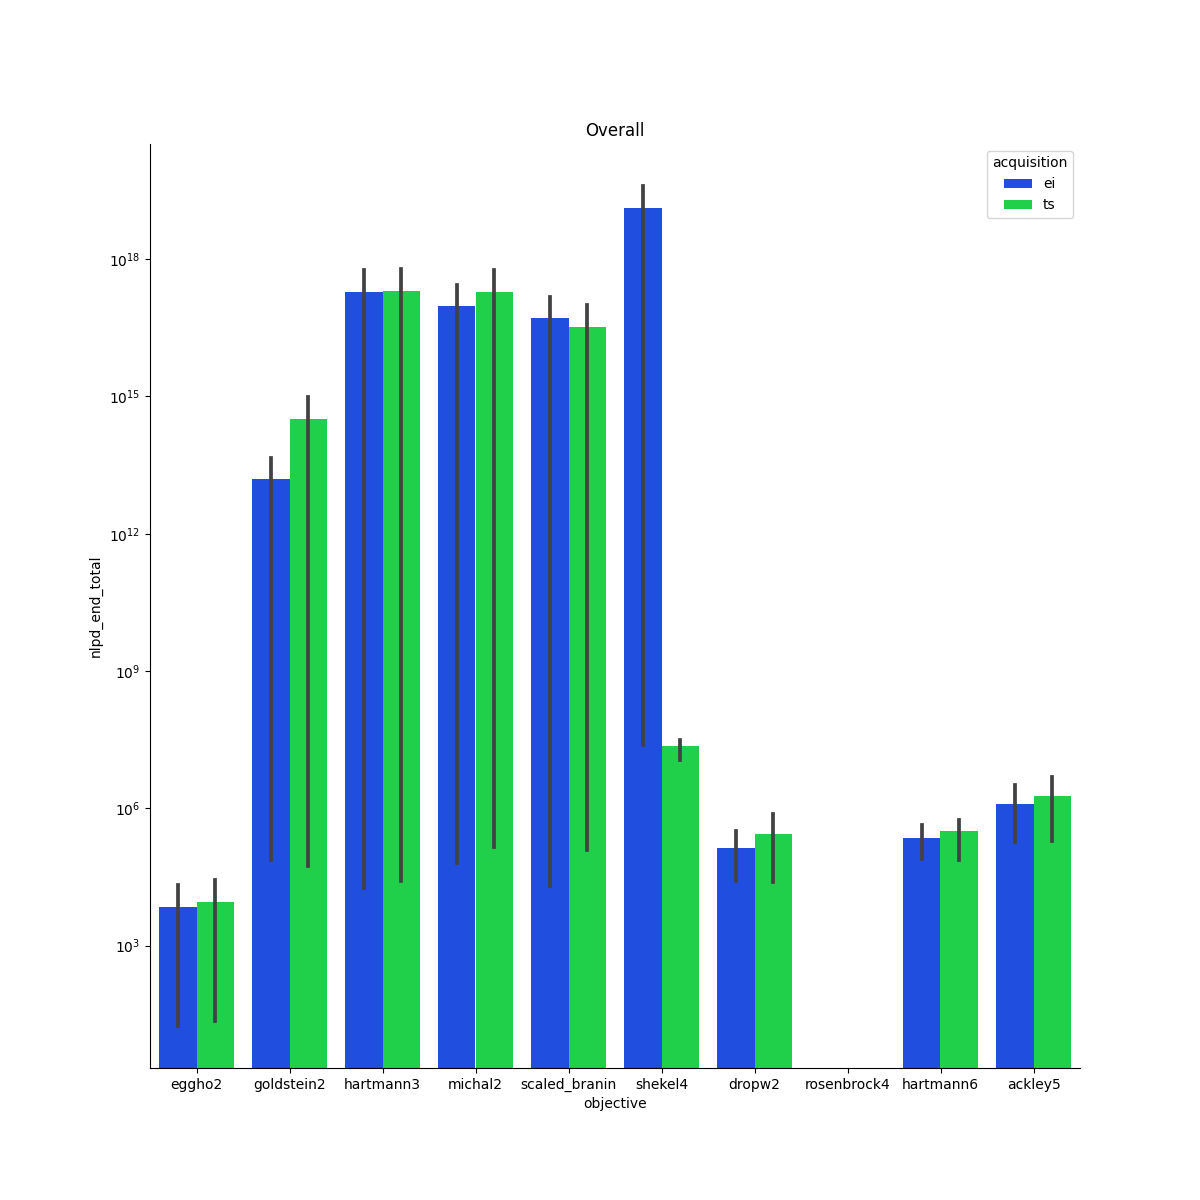 Overall
acquisition
ei
ts
10^18
10^15
10^12
10^9
10^6
10^3
nlpd_end_total
eggho2 goldstein2 hartmann3 michal2 scaled_branin shekel4 dropw2 rosenbrock4 hartmann6 ackley5
objective